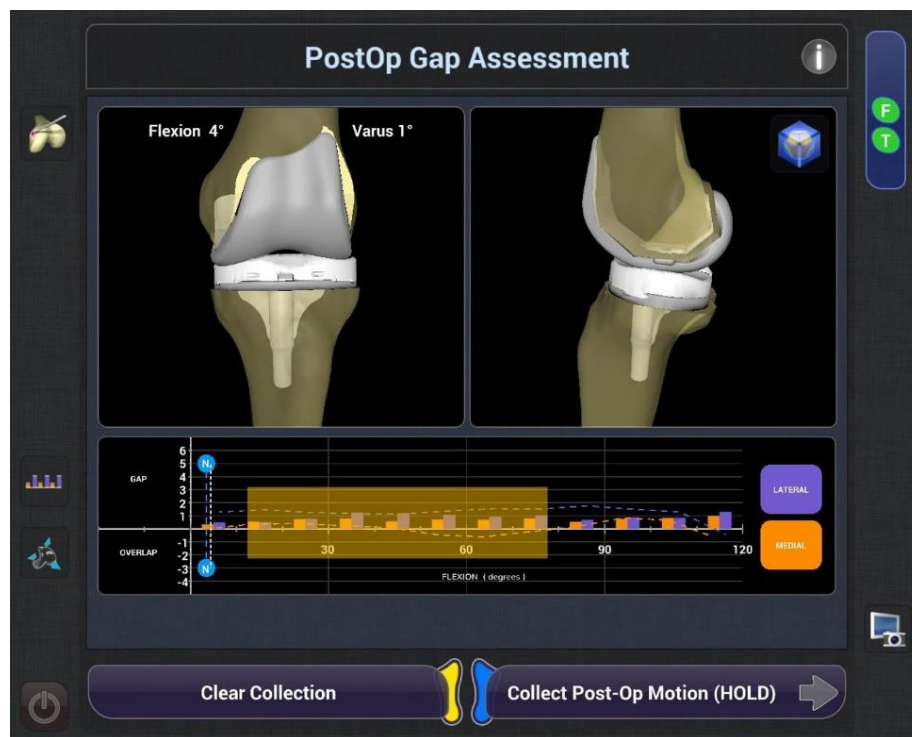 PostOp Gap Assessment
i
Flexion 4°
Varus 1°
F
T
6
5
4
3
2
1
-1
-2
-3
-4
GAP
OVERLAP
N
N
30
60
90
120
FLEXION ( degrees )
LATERAL
MEDIAL
Clear Collection
Collect Post-Op Motion (HOLD)